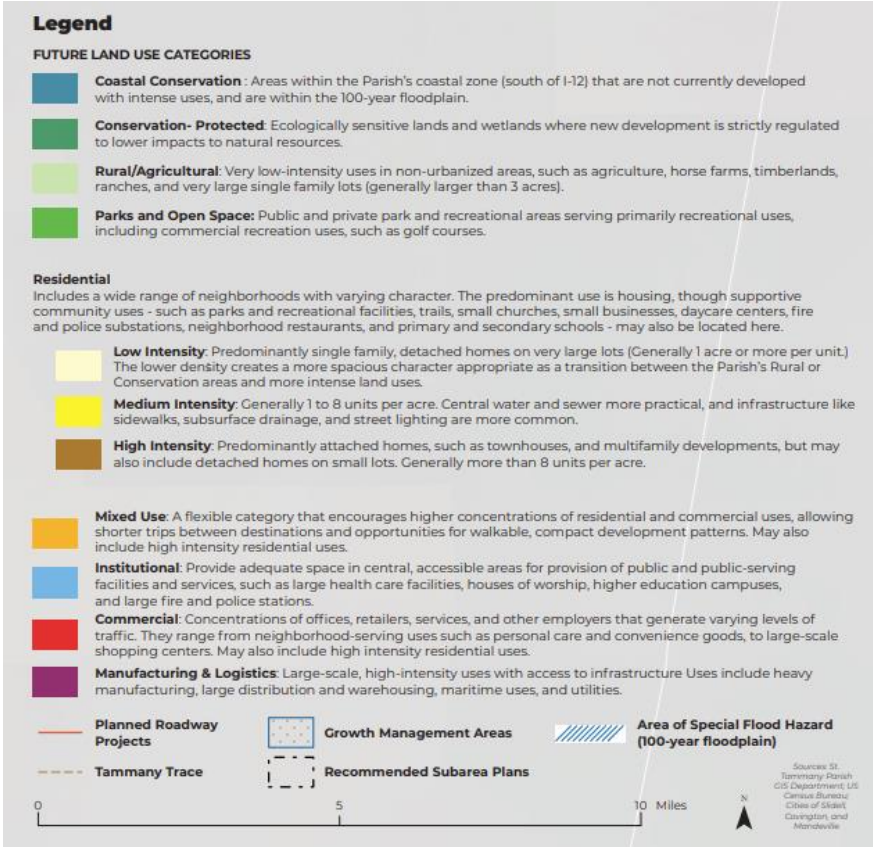 Legend
FUTURE LAND USE CATEGORIES
Coastal Conservation : Areas within the Parish's coastal zone (south of I-12) that are not currently developed
with intense uses, and are within the 100-year floodplain.
Conservation- Protected: Ecologically sensitive lands and wetlands where new development is strictly regulated
to lower impacts to natural resources.
Rural/Agricultural: Very low-intensity uses in non-urbanized areas, such as agriculture, horse farms, timberlands,
ranches, and very large single family lots (generally larger than 3 acres).
Parks and Open Space: Public and private park and recreational areas serving primarily recreational uses,
including commercial recreation uses, such as golf courses.
Residential
Includes a wide range of neighborhoods with varying character. The predominant use is housing, though supportive
community uses - such as parks and recreational facilities, trails, small churches, small businesses, daycare centers, fire
and police substations, neighborhood restaurants, and primary and secondary schools - may also be located here.
Low Intensity: Predominantly single family, detached homes on very large lots (Generally 1 acre or more per unit.)
The lower density creates a more spacious character appropriate as a transition between the Parish's Rural or
Conservation areas and more intense land uses.
Medium Intensity: Generally 1 to 8 units per acre. Central water and sewer more practical, and infrastructure like
sidewalks, subsurface drainage, and street lighting are more common.
High Intensity: Predominantly attached homes, such as townhouses, and multifamily developments, but may
also include detached homes on small lots. Generally more than 8 units per acre.
Mixed Use: A flexible category that encourages higher concentrations of residential and commercial uses, allowing
shorter trips between destinations and opportunities for walkable, compact development patterns. May also
include high intensity residential uses.
Institutional: Provide adequate space in central, accessible areas for provision of public and public-serving
facilities and services, such as large health care facilities, houses of worship, higher education campuses,
and large fire and police stations.
Commercial: Concentrations of offices, retailers, services, and other employers that generate varying levels of
traffic. They range from neighborhood-serving uses such as personal care and convenience goods, to large-scale
shopping centers. May also include high intensity residential uses.
Manufacturing & Logistics: Large-scale, high-intensity uses with access to infrastructure Uses include heavy
manufacturing, large distribution and warehousing, maritime uses, and utilities.
Planned Roadway
Projects
Growth Management Areas
Area of Special Flood Hazard
(100-year floodplain)
Tammany Trace
Recommended Subarea Plans
0 5 10 Miles
N
Sources: St.
Tammany Parish
GIS Department; US
Census Bureau;
Cities of Slidell,
Covington, and
Mandeville